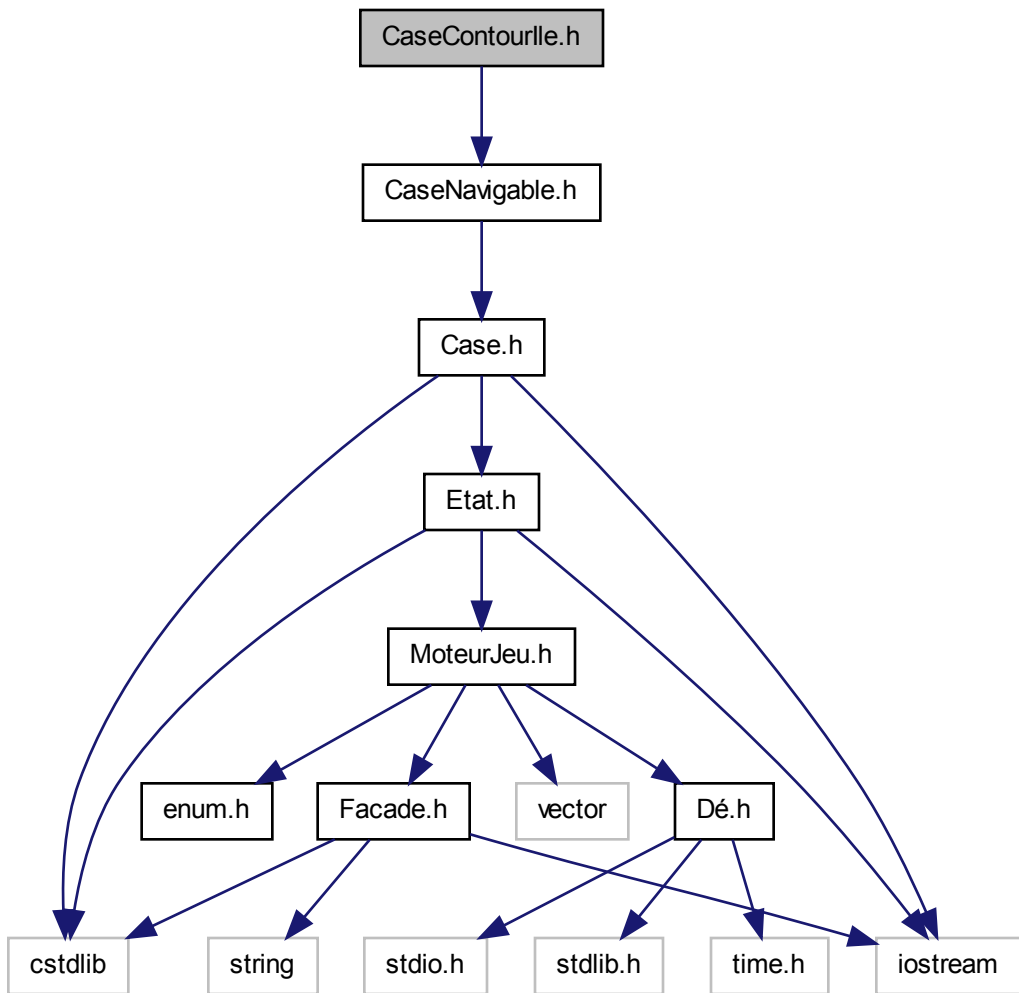 CaseContourIle.h
CaseNavigable.h
Case.h
Etat.h
MoteurJeu.h
enum.h
Facade.h
vector
Dé.h
cstdlib
string
stdio.h
stdlib.h
time.h
iostream